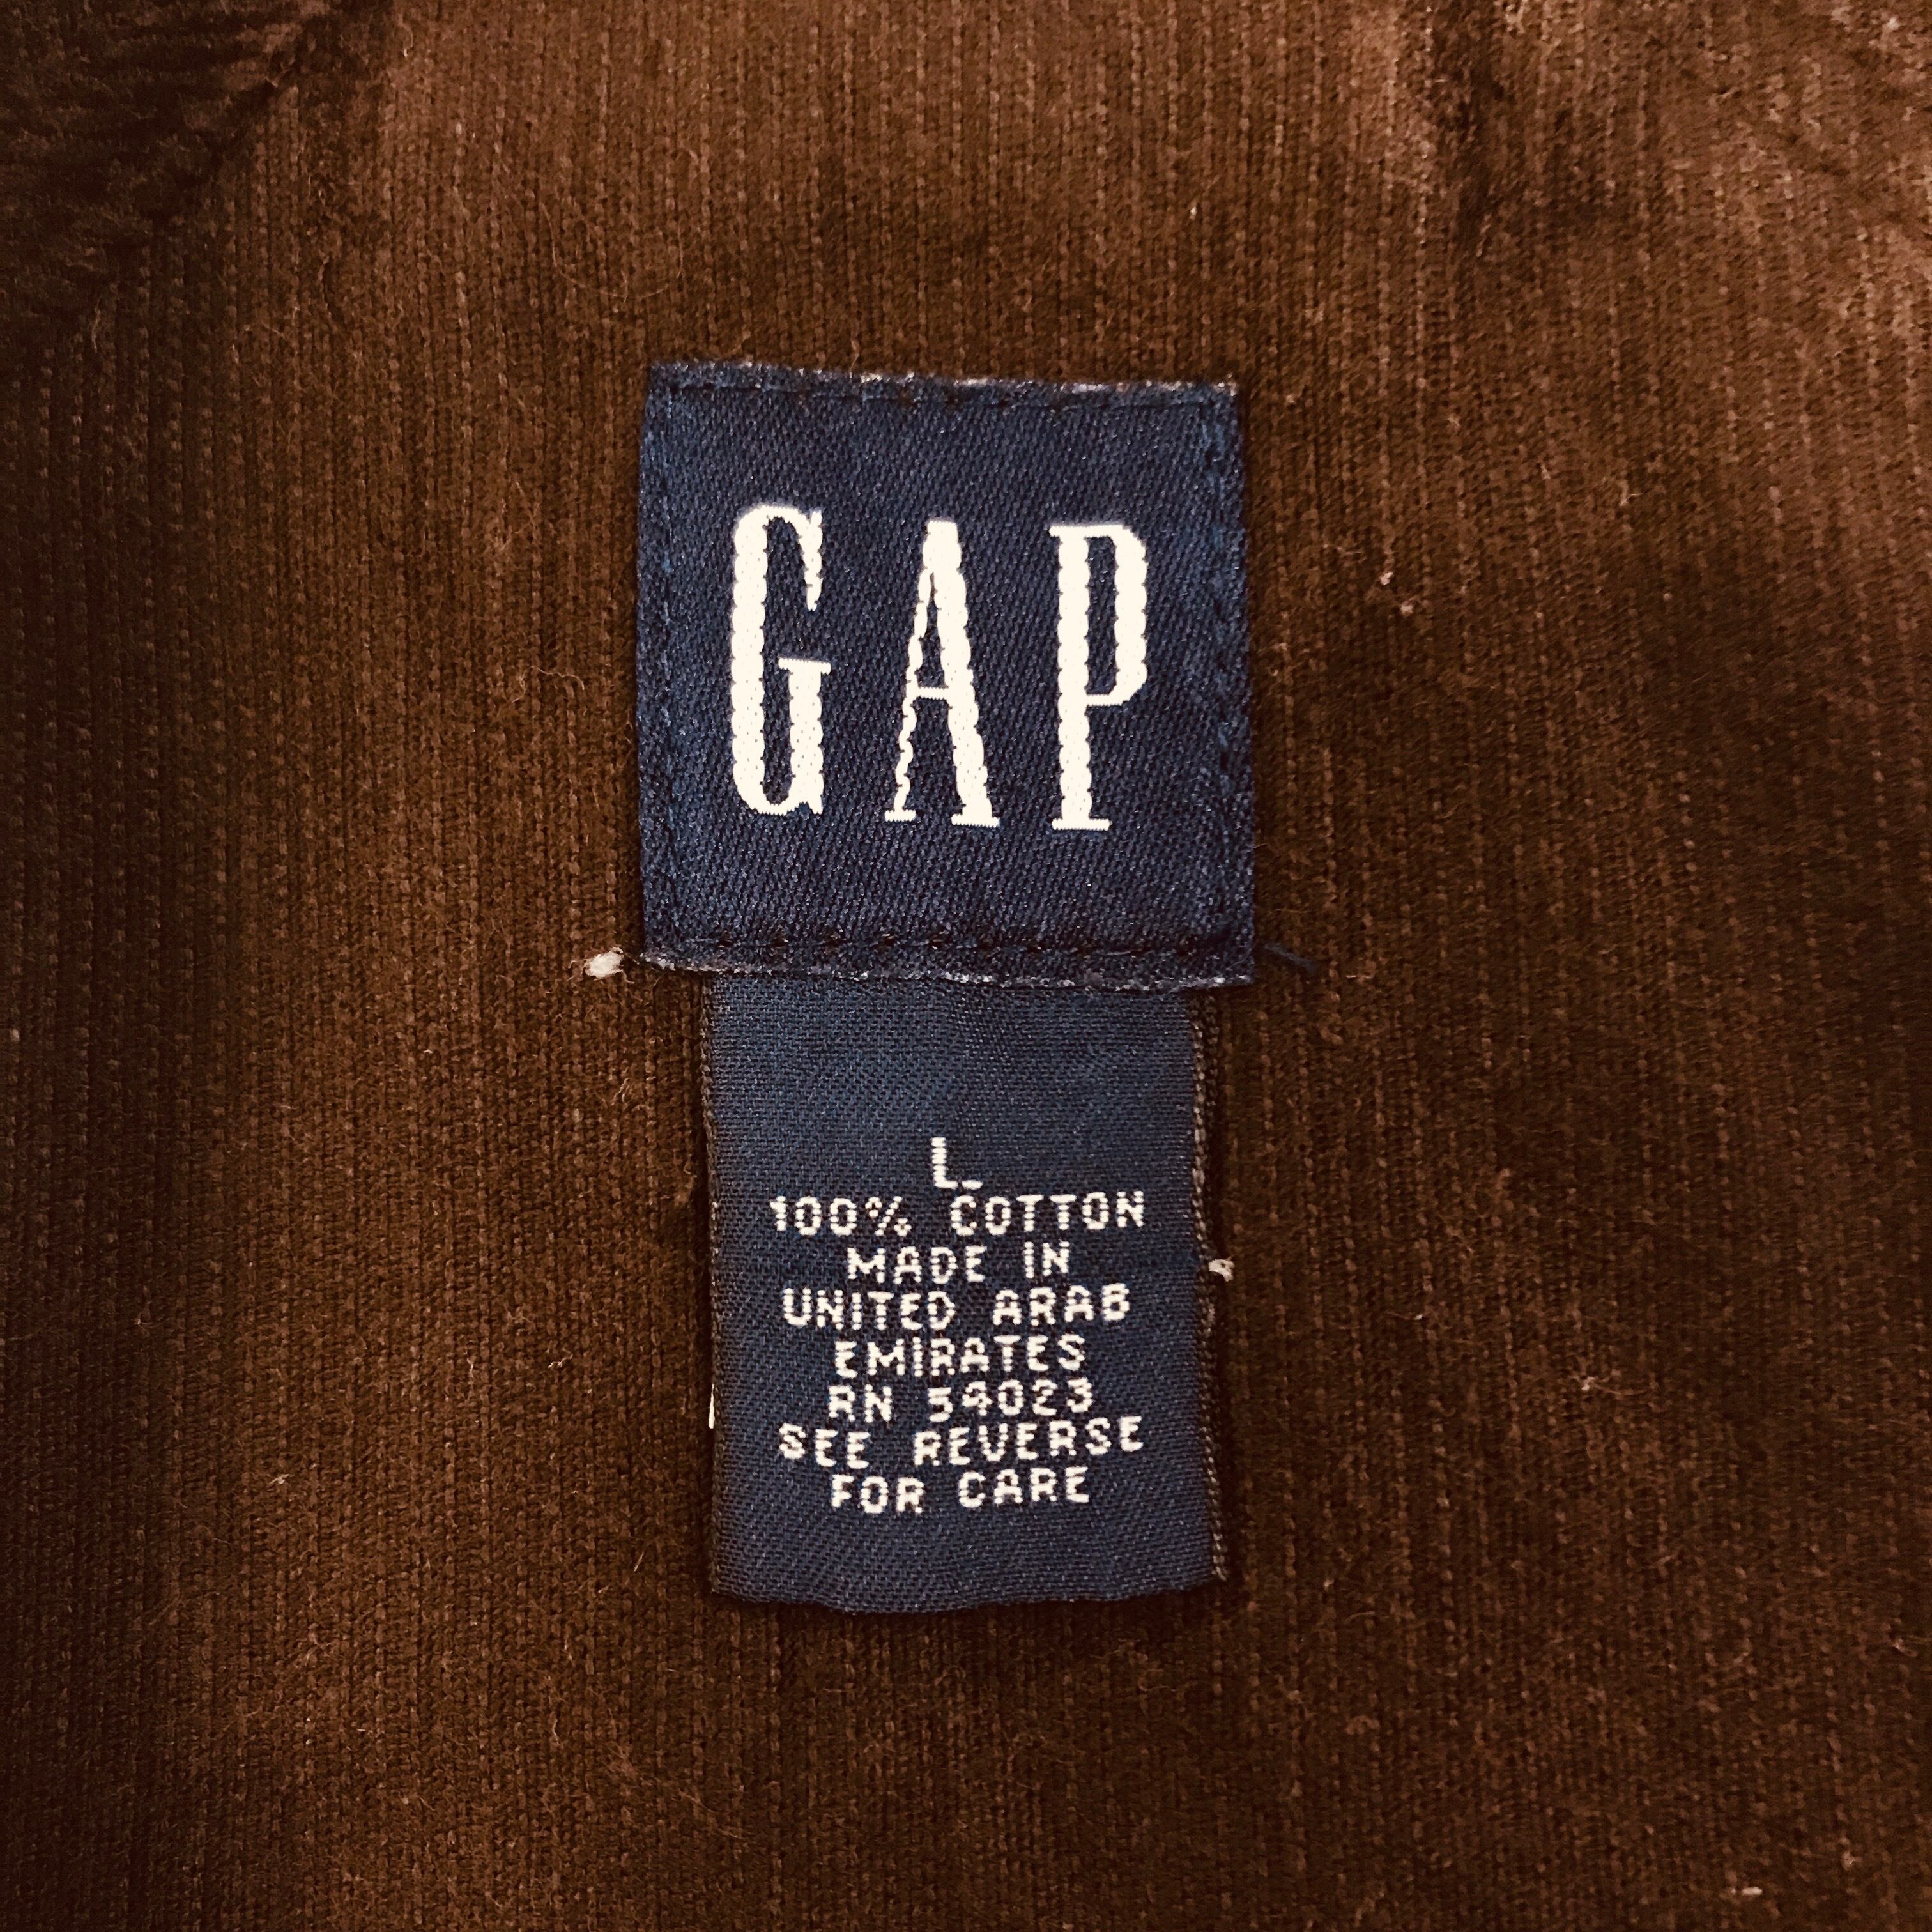 GAP
L.
100% COTTON
MADE IN
UNITED ARAB
EMIRATES
RN 54023
SEE REVERSE
FOR CARE